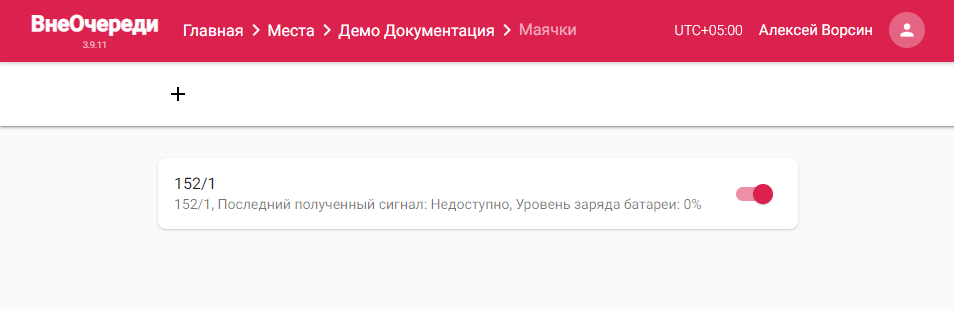 ВнеОчереди
3.9.11
Главная > Места > Демо Документация > Маячки
UTC+05:00 Алексей Ворсин
+
152/1
152/1, Последний полученный сигнал: Недоступно, Уровень заряда батареи: 0%